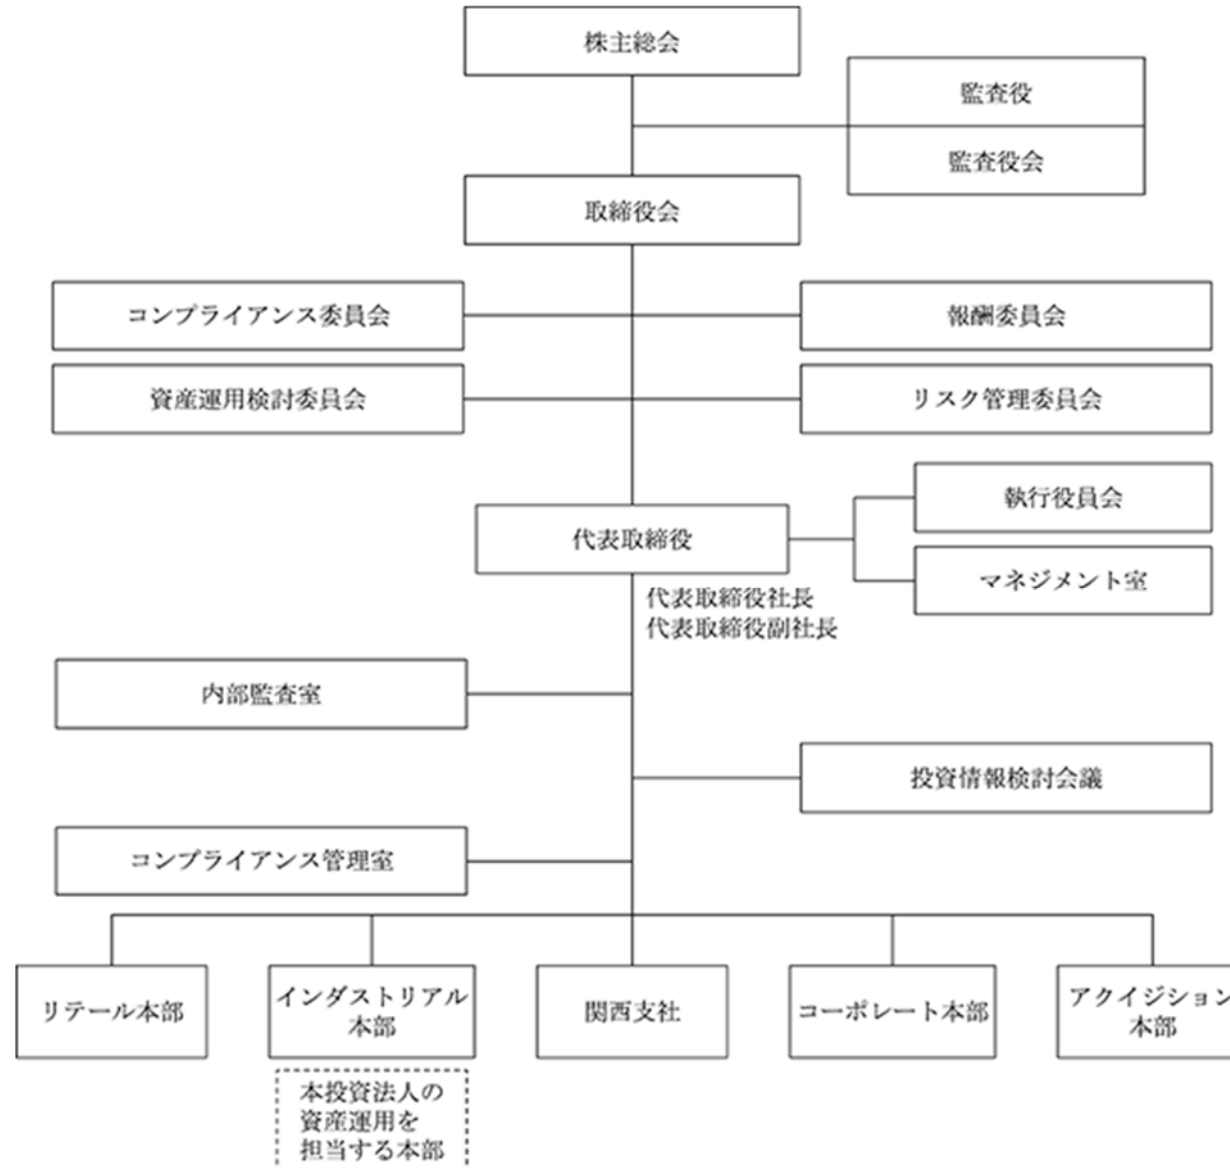 株主総会
監査役
監査役会
取締役会
コンプライアンス委員会
報酬委員会
資産運用検討委員会
リスク管理委員会
執行役員会
代表取締役
マネジメント室
代表取締役社長
代表取締役副社長
内部監査室
投資情報検討会議
コンプライアンス管理室
リテール本部
インダストリアル
本部
関西支社
コーポレート本部
アクイジション
本部
本投資法人の
資産運用を
担当する本部